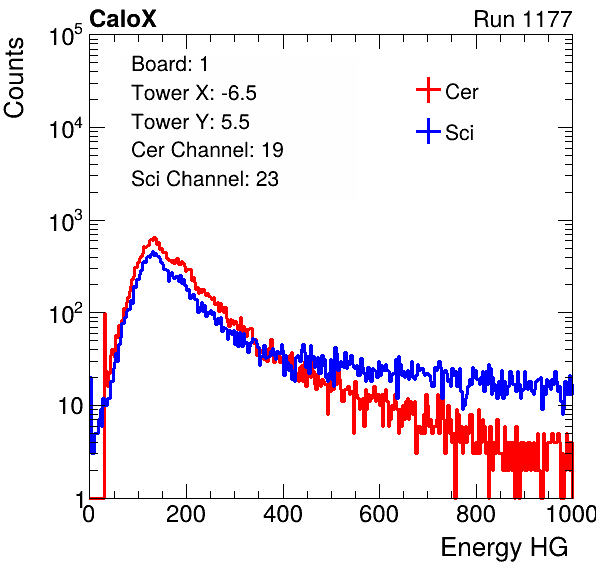 CaloX Run 1177
Counts
10^5
10^4
10^3
10^2
10
1
Board: 1
Tower X: -6.5
Tower Y: 5.5
Cer Channel: 19
Sci Channel: 23
Cer
Sci
0 200 400 600 800 1000
Energy HG